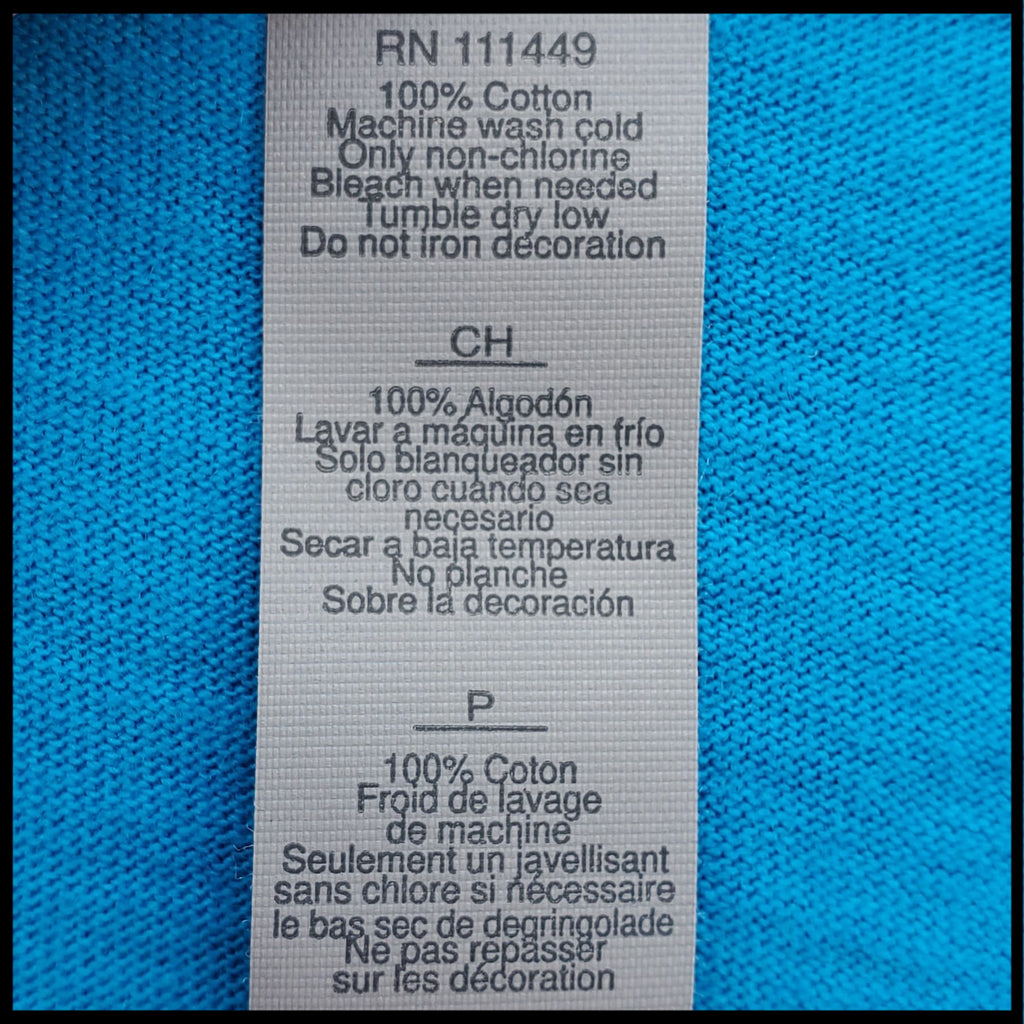 RN 111449
100% Cotton
Machine wash cold
Only non-chlorine
Bleach when needed
Tumble dry low
Do not iron decoration
CH
100% Algodón
Lavar a máquina en frío
Solo blanqueador sin
cloro cuando sea
necesario
Secar a baja temperatura
No planche
Sobre la decoración
P
100% Coton
Froid de lavage
de machine
Seulement un javellisant
sans chlore si nécessaire
le bas sec de degringolade
Ne pas repasser
sur les décoration